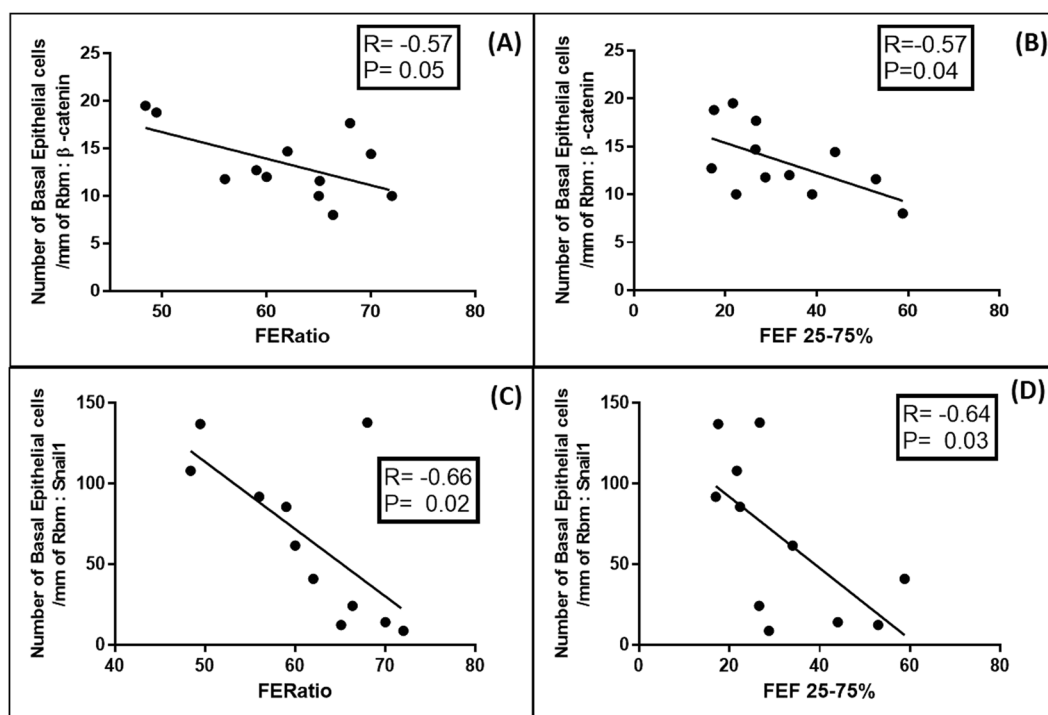 (A)
R= -0.57
P= 0.05
Number of Basal Epithelial cells
/mm of Rbm : β -catenin
25
20
15
10
5
0
50 60 70 80
FERatio
(B)
R=-0.57
P=0.04
Number of Basal Epithelial cells
/mm of Rbm : β -catenin
25
20
15
10
5
0
0 20 40 60 80
FEF 25-75%
(C)
R= -0.66
P= 0.02
Number of Basal Epithelial cells
/mm of Rbm : Snail1
150
100
50
0
40 50 60 70 80
FERatio
(D)
R= -0.64
P= 0.03
Number of Basal Epithelial cells
/mm of Rbm : Snail1
150
100
50
0
0 20 40 60 80
FEF 25-75%